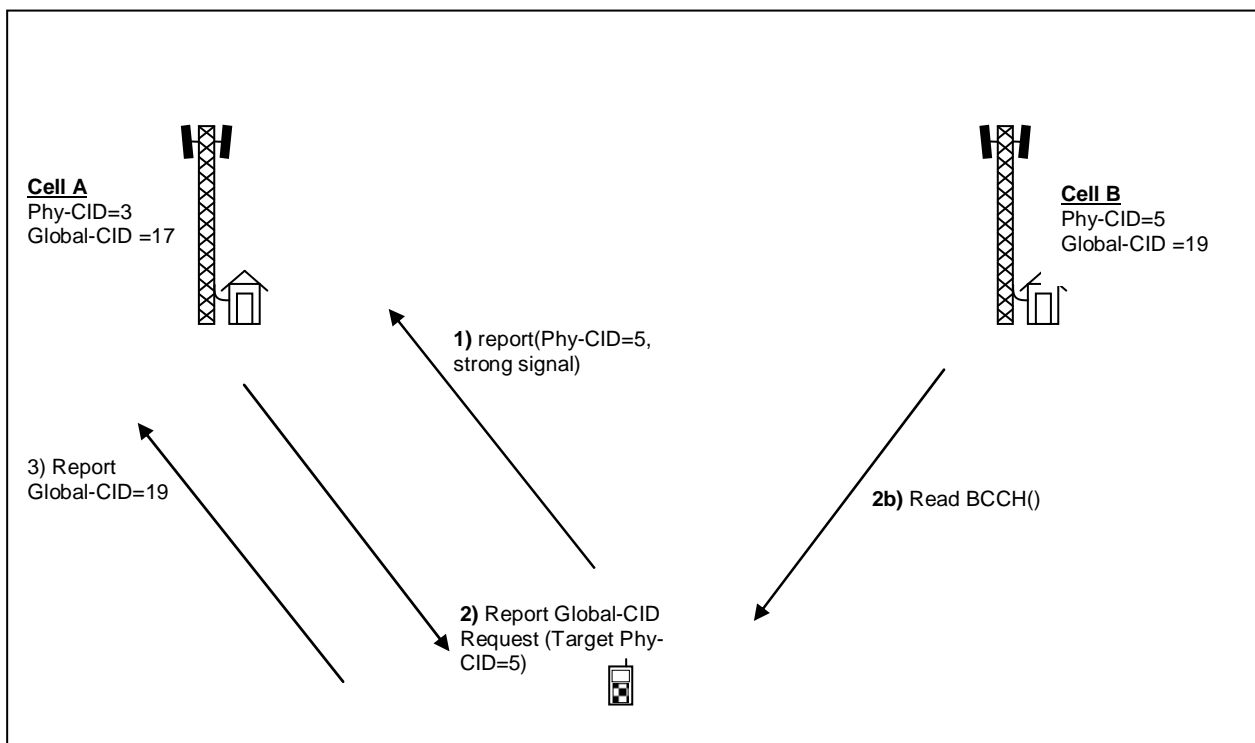 Cell A
Phy-CID=3
Global-CID =17
Cell B
Phy-CID=5
Global-CID =19
1) report(Phy-CID=5,
strong signal)
3) Report
Global-CID=19
2b) Read BCCH()
2) Report Global-CID
Request (Target Phy-
CID=5)